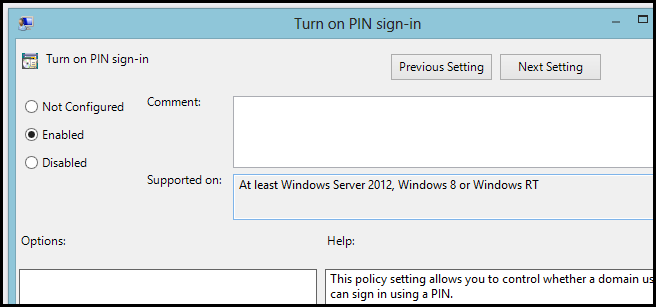 Turn on PIN sign-in
Turn on PIN sign-in
Previous Setting
Next Setting
Not Configured
Comment:
Enabled
Disabled
Supported on:
At least Windows Server 2012, Windows 8 or Windows RT
Options:
Help:
This policy setting allows you to control whether a domain
can sign in using a PIN.